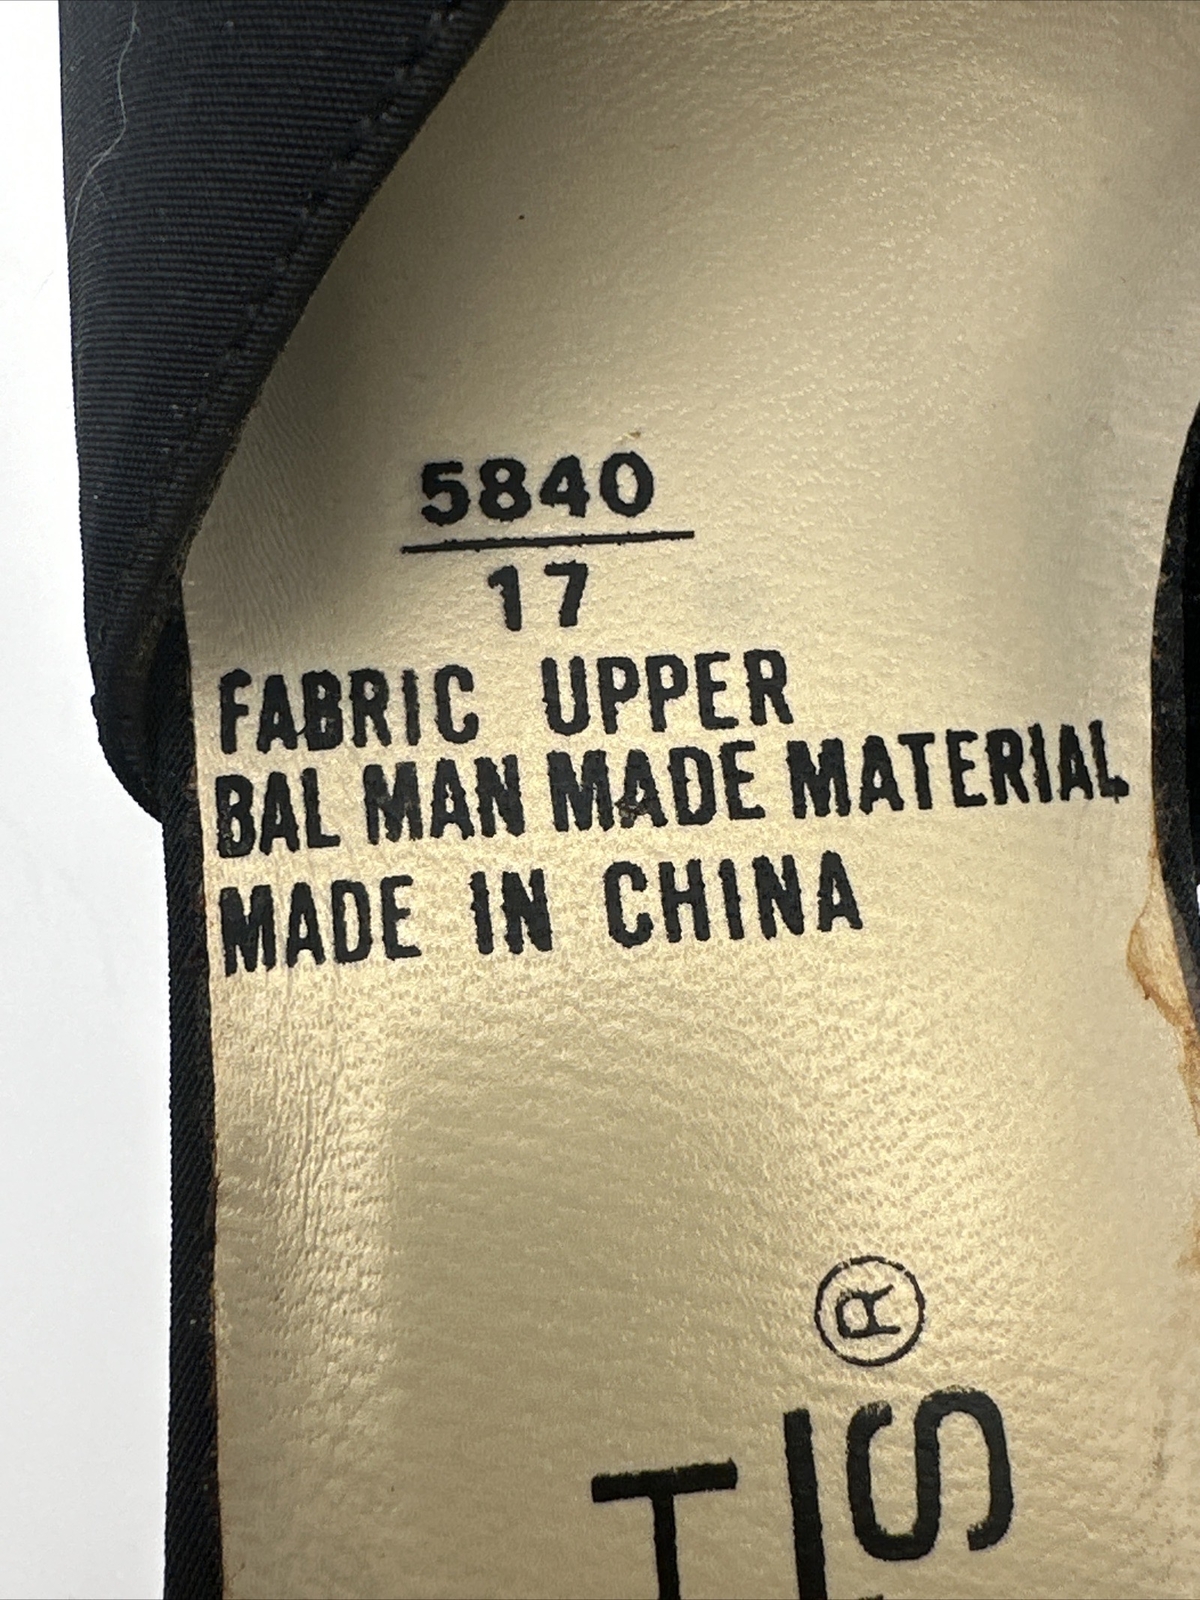 5840
17
FABRIC UPPER
BAL MAN MADE MATERIAL
MADE IN CHINA
®